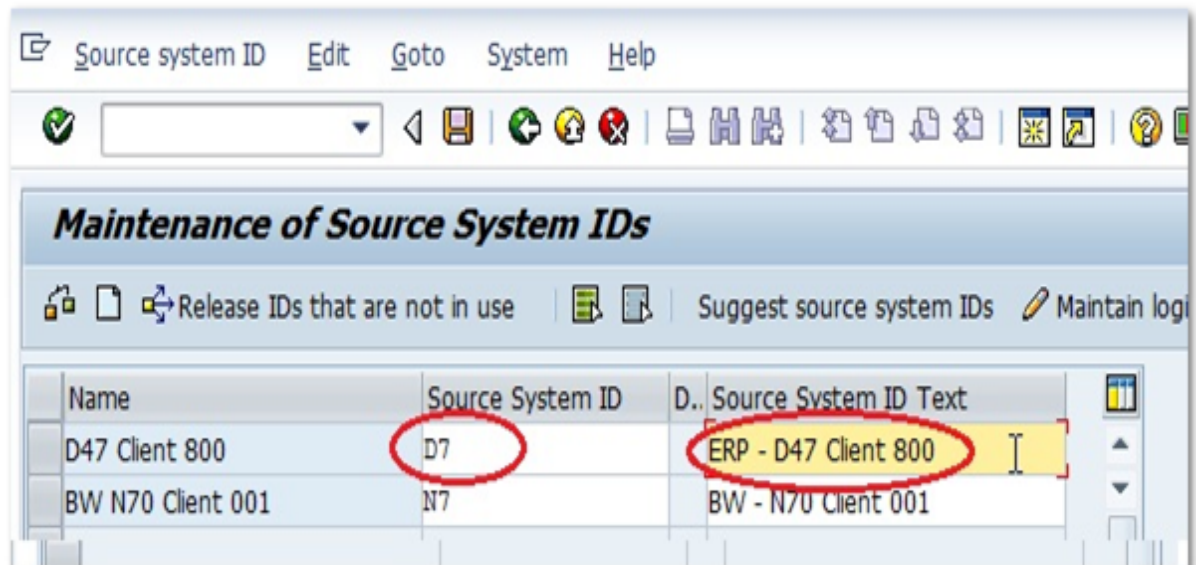 Source system ID Edit Goto System Help
Maintenance of Source System IDs
Release IDs that are not in use Suggest source system IDs Maintain logi
Name Source System ID D.. Source System ID Text
D47 Client 800 D7 ERP - D47 Client 800
BW N70 Client 001 N7 BW - N70 Client 001